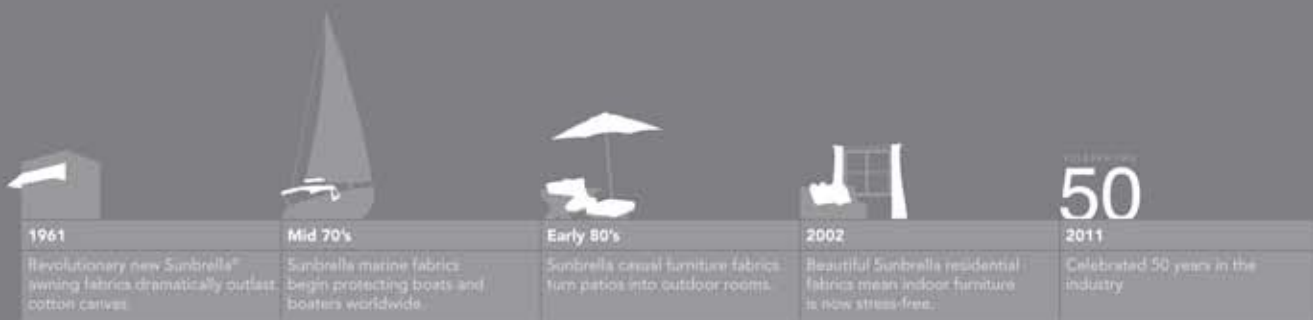 50
1961
Revolutionary new Sunbrella®
awning fabrics dramatically outlast
cotton canvas.
Mid 70's
Sunbrella marine fabrics
begin protecting boats and
boaters worldwide.
Early 80's
Sunbrella casual furniture fabrics
turn patios into outdoor rooms.
2002
Beautiful Sunbrella residential
fabrics mean indoor furniture
is now stress-free.
2011
Celebrated 50 years in the
industry